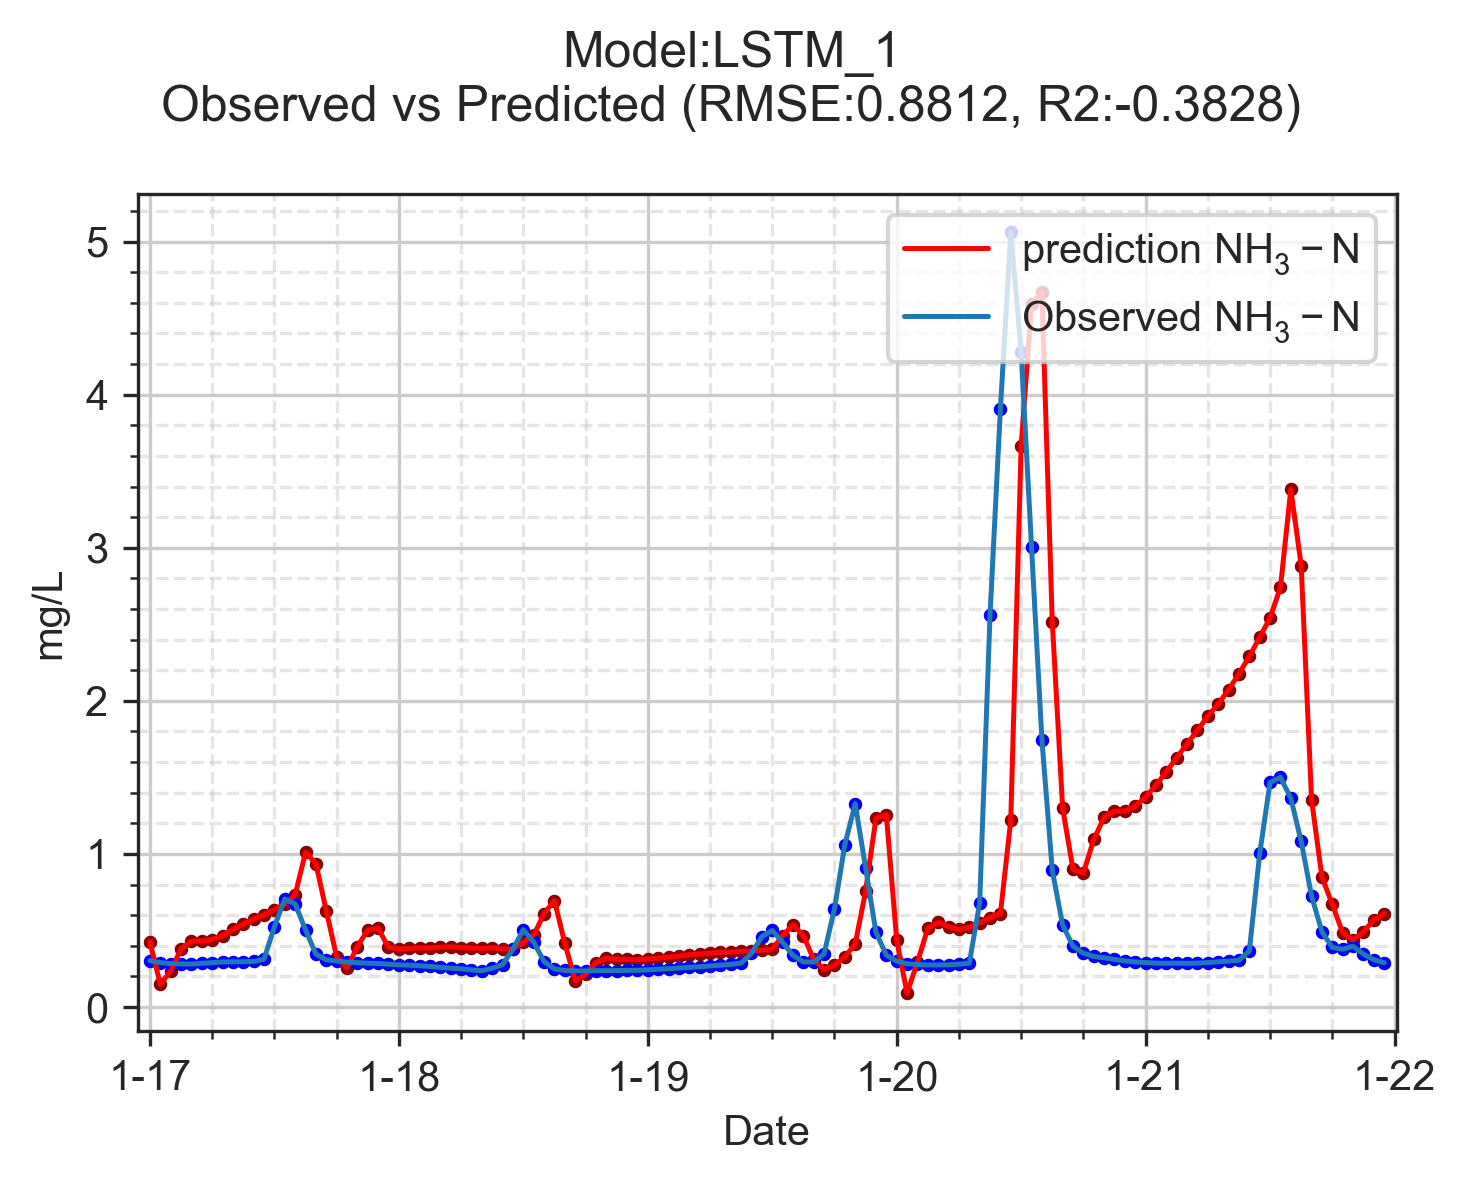 Model:LSTM_1
Observed vs Predicted (RMSE:0.8812, R2:-0.3828)
prediction NH₃ − N
Observed NH₃ − N
5
4
3
2
1
0
mg/L
1-17 1-18 1-19 1-20 1-21 1-22
Date